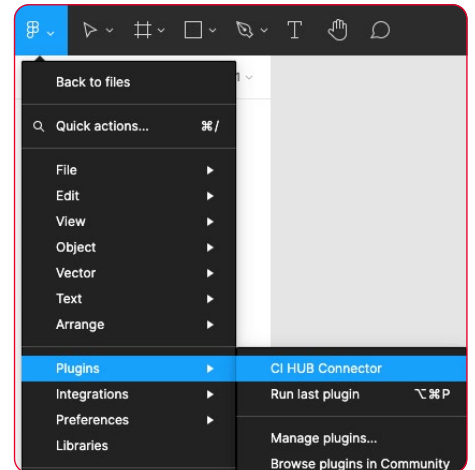 T
Back to files
1
Quick actions... ⌘/
File
Edit
View
Object
Vector
Text
Arrange
Plugins
CI HUB Connector
Integrations
Run last plugin ⌥⌘P
Preferences
Libraries
Manage plugins...
Browse plugins in Community